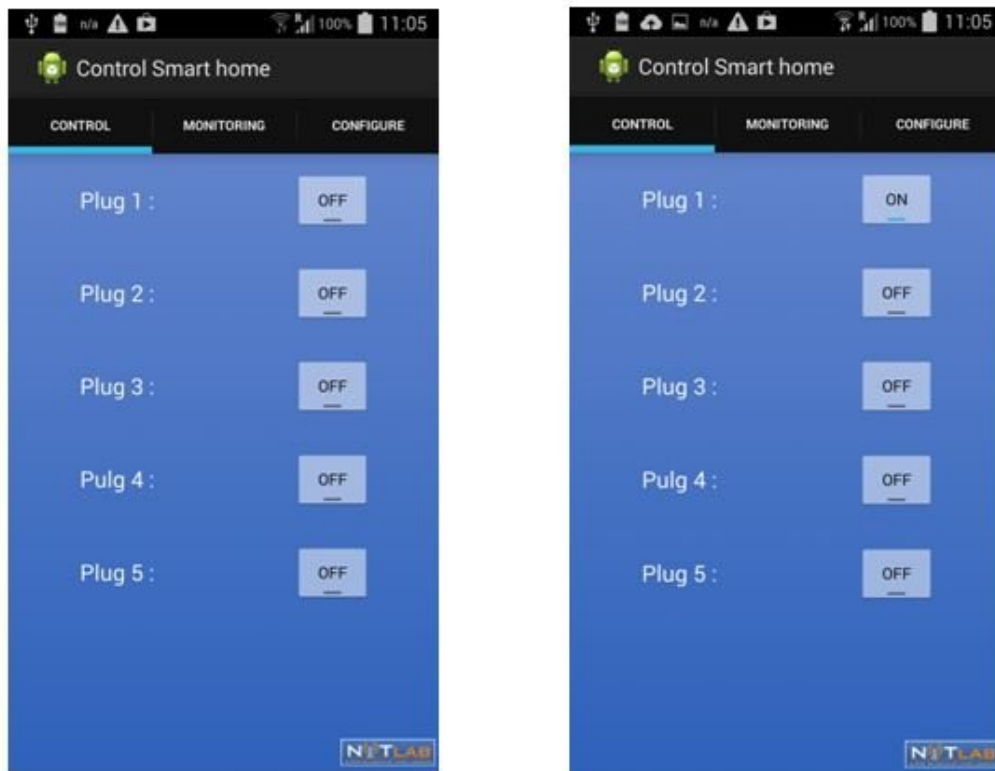 n/a R 100% 11:05
Control Smart home
CONTROL MONITORING CONFIGURE
Plug 1 : OFF
Plug 2 : OFF
Plug 3 : OFF
Pulg 4 : OFF
Plug 5 : OFF
NITLAB
n/a R 100% 11:05
Control Smart home
CONTROL MONITORING CONFIGURE
Plug 1 : ON
Plug 2 : OFF
Plug 3 : OFF
Pulg 4 : OFF
Plug 5 : OFF
NITLAB